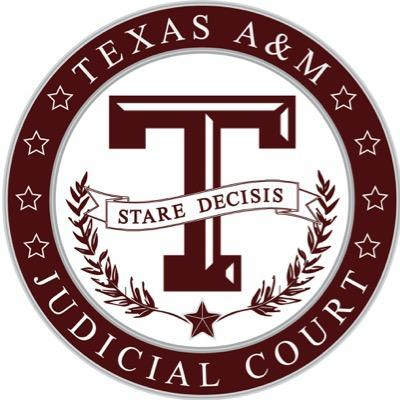 TEXAS A&M
T
STARE DECISIS
JUDICIAL COURT